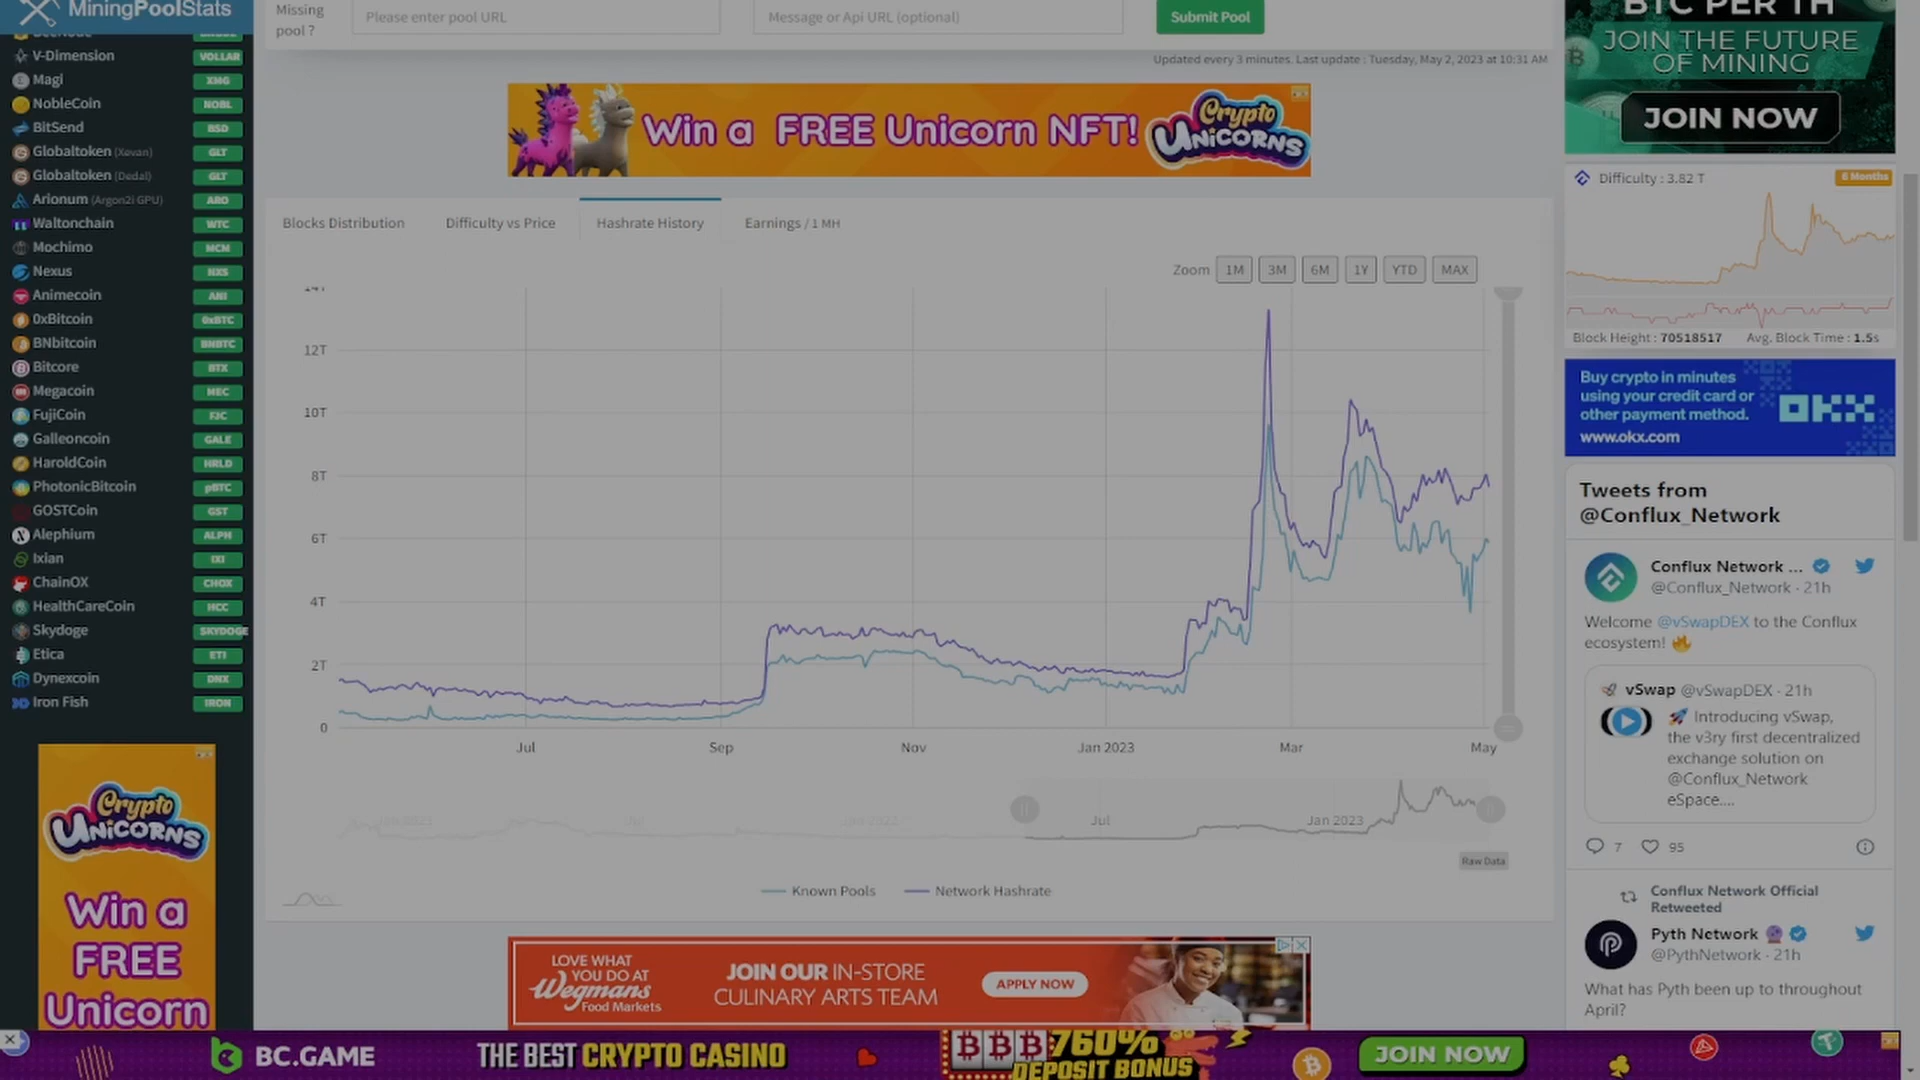 MiningPoolStats
V-Dimension VOLLAR
Magi XMG
NobleCoin NOBL
BitSend BSD
Globaltoken (Xevan) GLT
Globaltoken (Dedal) GLT
Arionum (Argon2i GPU) ARO
Waltonchain WTC
Mochimo MCM
Nexus NXS
Animecoin ANI
0xBitcoin 0xBTC
BNbitcoin BNBTC
Bitcore BTX
Megacoin MEC
FujiCoin FJC
Galleoncoin GALE
HaroldCoin HRLD
PhotonicBitcoin pBTC
GOSTCoin GST
Alephium ALPH
Ixian IXI
ChainOX CHOX
HealthCareCoin HCC
Skydoge SKYDOGE
Etica ETI
Dynexcoin DNX
Iron Fish IRON
Crypto
Unicorns
Win a
FREE
Unicorn
Missing
pool ?
Please enter pool URL
Message or Api URL (optional)
Submit Pool
Updated every 3 minutes. Last update : Tuesday, May 2, 2023 at 10:31 AM
Win a FREE Unicorn NFT!
Crypto
Unicorns
Blocks Distribution
Difficulty vs Price
Hashrate History
Earnings / 1 MH
Zoom 1M 3M 6M 1Y YTD MAX
14T
12T
10T
8T
6T
4T
2T
0
Jul Sep Nov Jan 2023 Mar May
Jul Jan 2023
Raw Data
Known Pools Network Hashrate
LOVE WHAT
YOU DO AT
Wegmans
Food Markets
JOIN OUR IN-STORE
CULINARY ARTS TEAM
APPLY NOW
BTC PER TH
JOIN THE FUTURE
OF MINING
JOIN NOW
Difficulty : 3.82 T
6 Months
Block Height : 70518517 Avg. Block Time : 1.5s
Buy crypto in minutes
using your credit card or
other payment method.
www.okx.com
OKX
Tweets from
@Conflux_Network
Conflux Network ...
@Conflux_Network · 21h
Welcome @vSwapDEX to the Conflux
ecosystem! 🔥
vSwap @vSwapDEX · 21h
🚀 Introducing vSwap,
the v3ry first decentralized
exchange solution on
@Conflux_Network
eSpace....
7 95
Conflux Network Official
Retweeted
Pyth Network 🔮
@PythNetwork · 21h
What has Pyth been up to throughout
April?
BC.GAME
THE BEST CRYPTO CASINO
760%
DEPOSIT BONUS
JOIN NOW